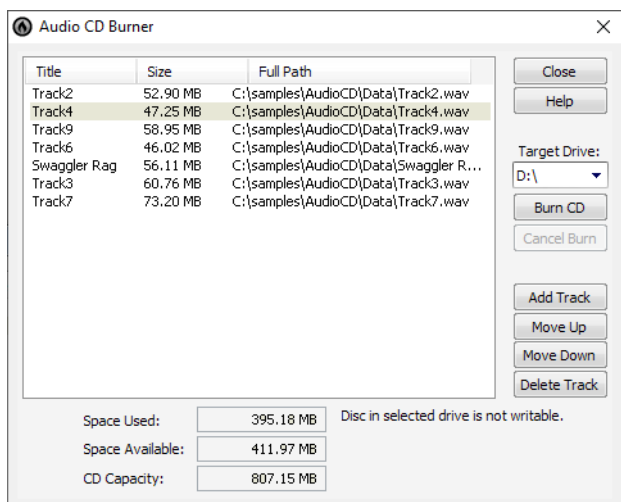 Audio CD Burner
Title Size Full Path
Track2 52.90 MB C:\samples\AudioCD\Data\Track2.wav
Track4 47.25 MB C:\samples\AudioCD\Data\Track4.wav
Track9 58.95 MB C:\samples\AudioCD\Data\Track9.wav
Track6 46.02 MB C:\samples\AudioCD\Data\Track6.wav
Swaggler Rag 56.11 MB C:\samples\AudioCD\Data\Swaggler R...
Track3 60.76 MB C:\samples\AudioCD\Data\Track3.wav
Track7 73.20 MB C:\samples\AudioCD\Data\Track7.wav
Close
Help
Target Drive:
D:\
Burn CD
Cancel Burn
Add Track
Move Up
Move Down
Delete Track
Space Used: 395.18 MB
Disc in selected drive is not writable.
Space Available: 411.97 MB
CD Capacity: 807.15 MB